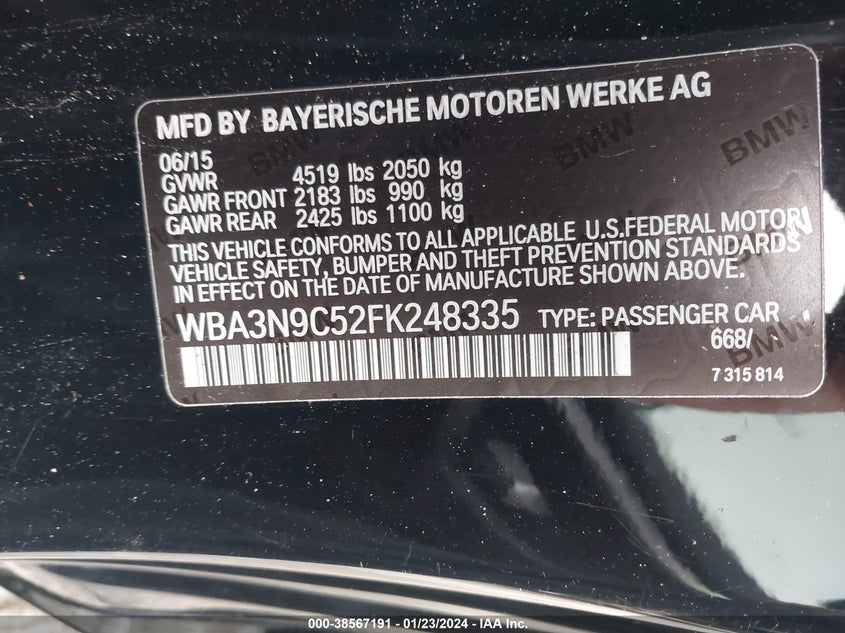 MFD BY BAYERISCHE MOTOREN WERKE AG
06/15
GVWR 4519 lbs 2050 kg
GAWR FRONT 2183 lbs 990 kg
GAWR REAR 2425 lbs 1100 kg
THIS VEHICLE CONFORMS TO ALL APPLICABLE U.S.FEDERAL MOTOR
VEHICLE SAFETY, BUMPER AND THEFT PREVENTION STANDARDS
IN EFFECT ON THE DATE OF MANUFACTURE SHOWN ABOVE.
WBA3N9C52FK248335 TYPE: PASSENGER CAR
668/
7 315 814
BMW
BMW
BMW
000-38567191 - 01/23/2024 - IAA Inc.